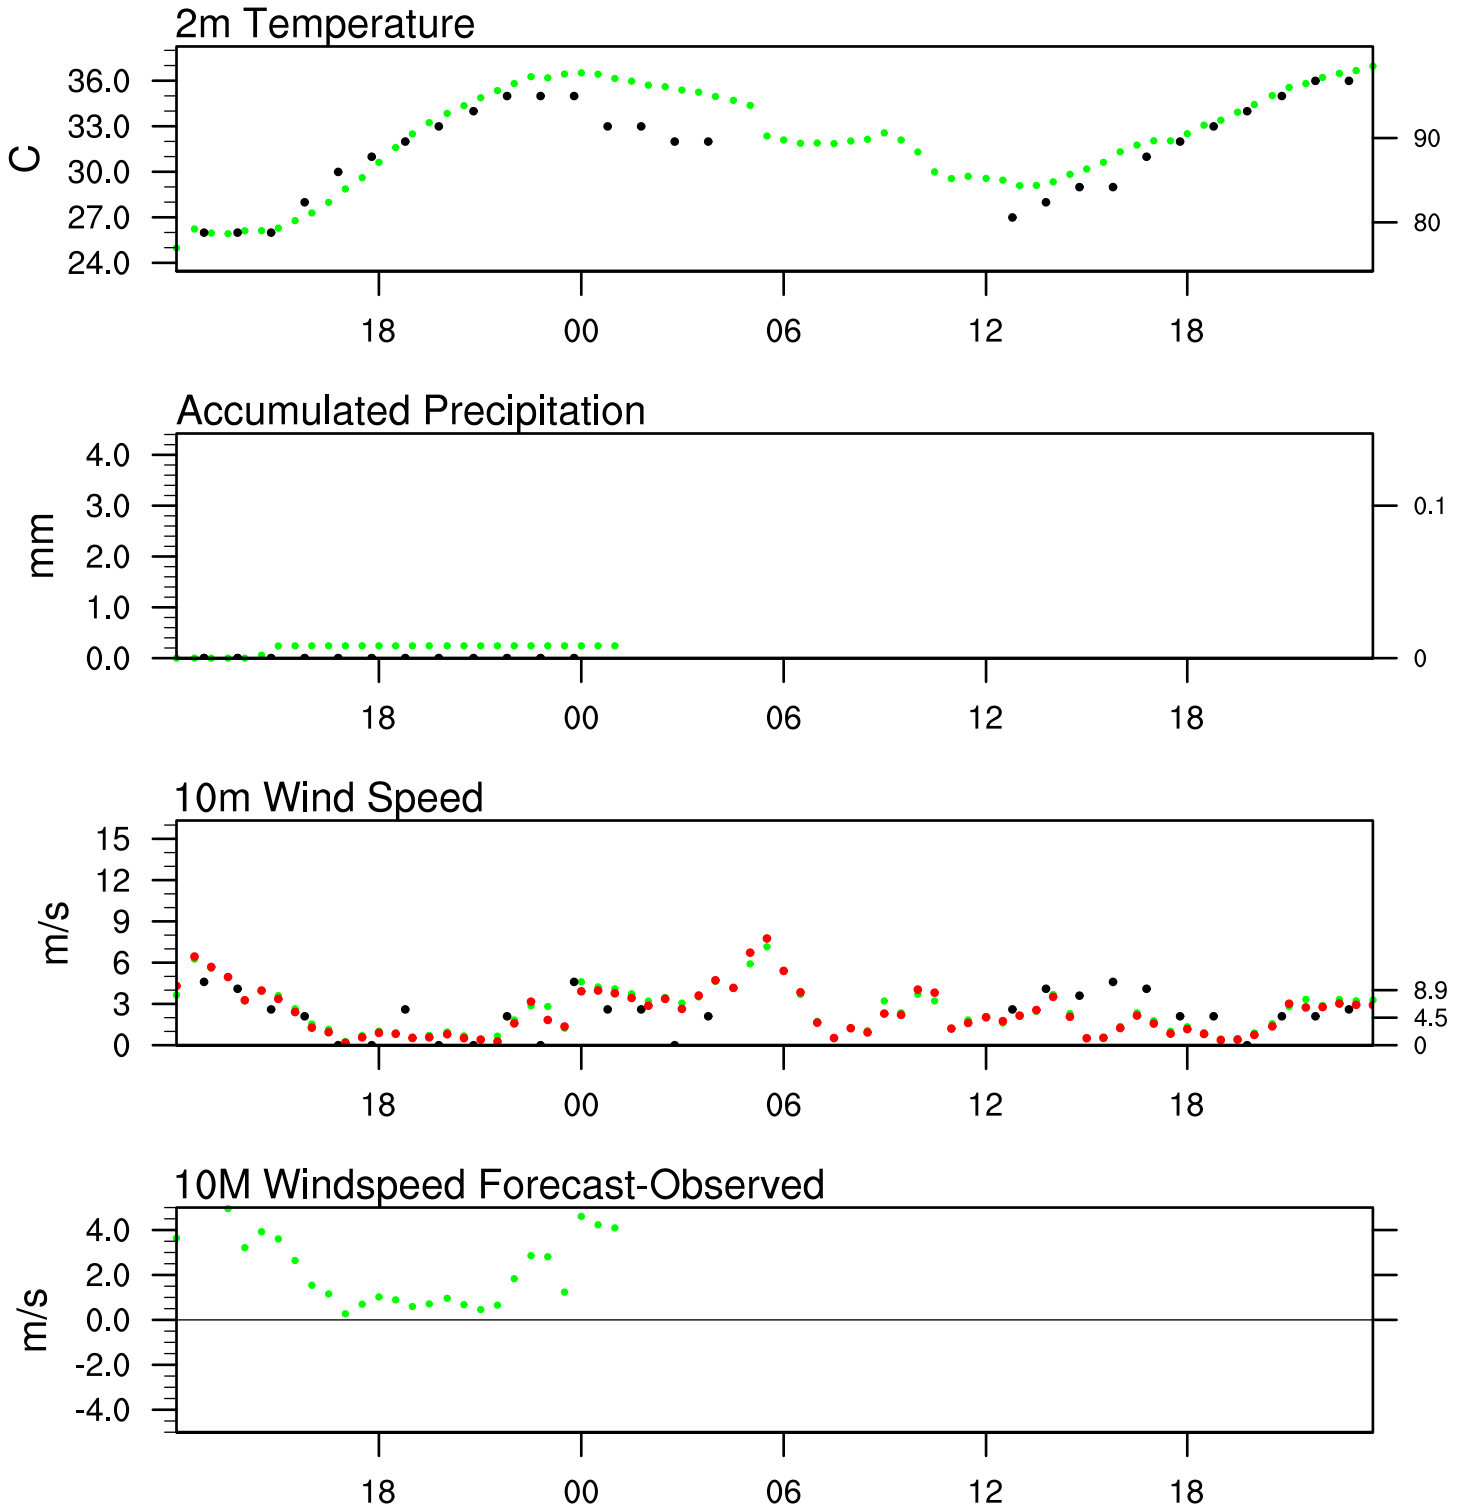 2m Temperature
36.0
33.0
30.0
27.0
24.0
C
90
80
18 00 06 12 18
Accumulated Precipitation
4.0
3.0
2.0
1.0
0.0
mm
0.1
0
18 00 06 12 18
10m Wind Speed
15
12
9
6
3
0
m/s
8.9
4.5
0
18 00 06 12 18
10M Windspeed Forecast-Observed
4.0
2.0
0.0
-2.0
-4.0
m/s
18 00 06 12 18